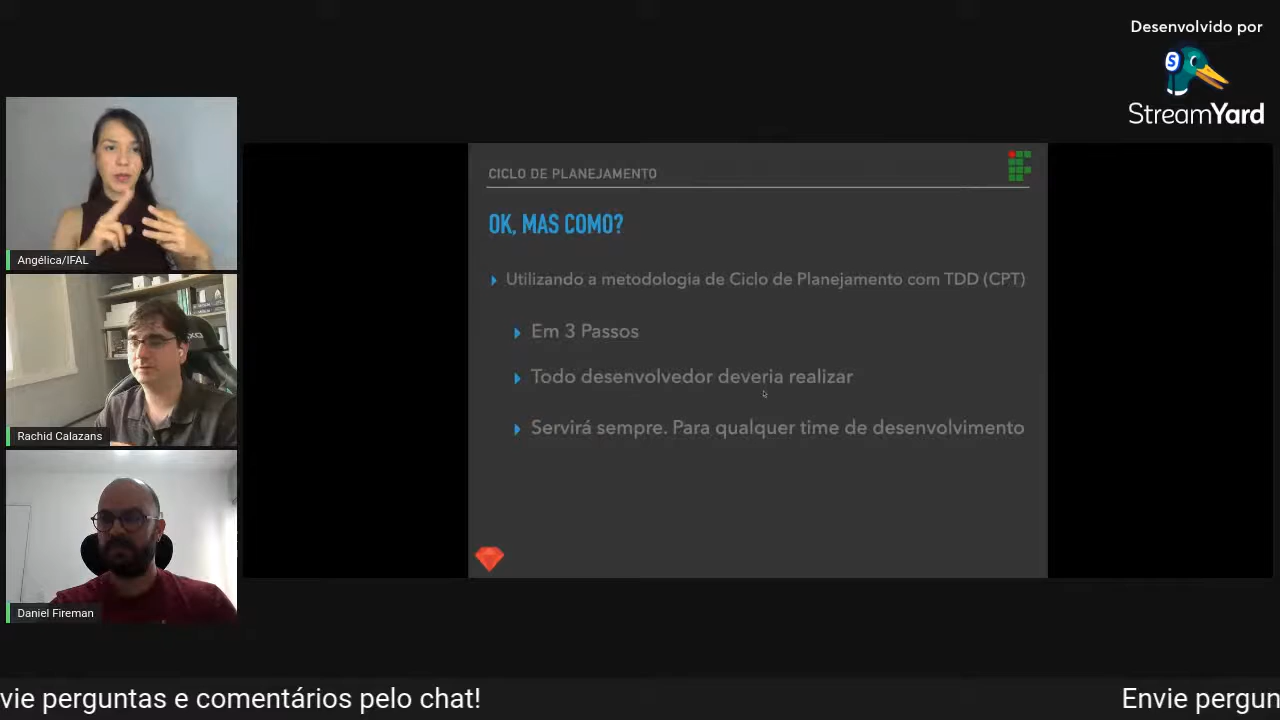 Desenvolvido por
StreamYard
Angélica/IFAL
Rachid Calazans
Daniel Fireman
CICLO DE PLANEJAMENTO
OK, MAS COMO?
Utilizando a metodologia de Ciclo de Planejamento com TDD (CPT)
Em 3 Passos
Todo desenvolvedor deveria realizar
Servirá sempre. Para qualquer time de desenvolvimento
vie perguntas e comentários pelo chat!
Envie pergun